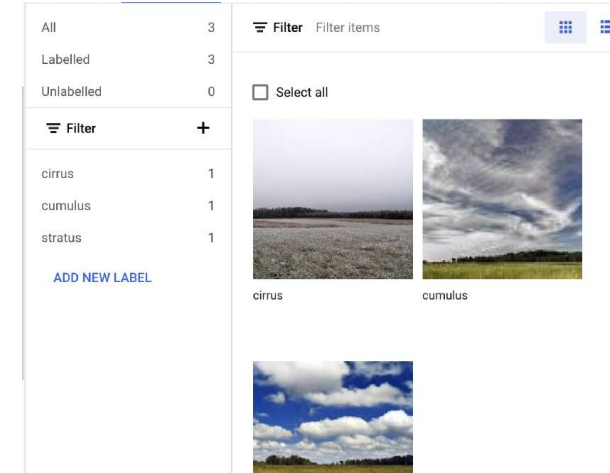 All 3
Labelled 3
Unlabelled 0
Filter +
cirrus 1
cumulus 1
stratus 1
ADD NEW LABEL
Filter Filter items
Select all
cirrus cumulus